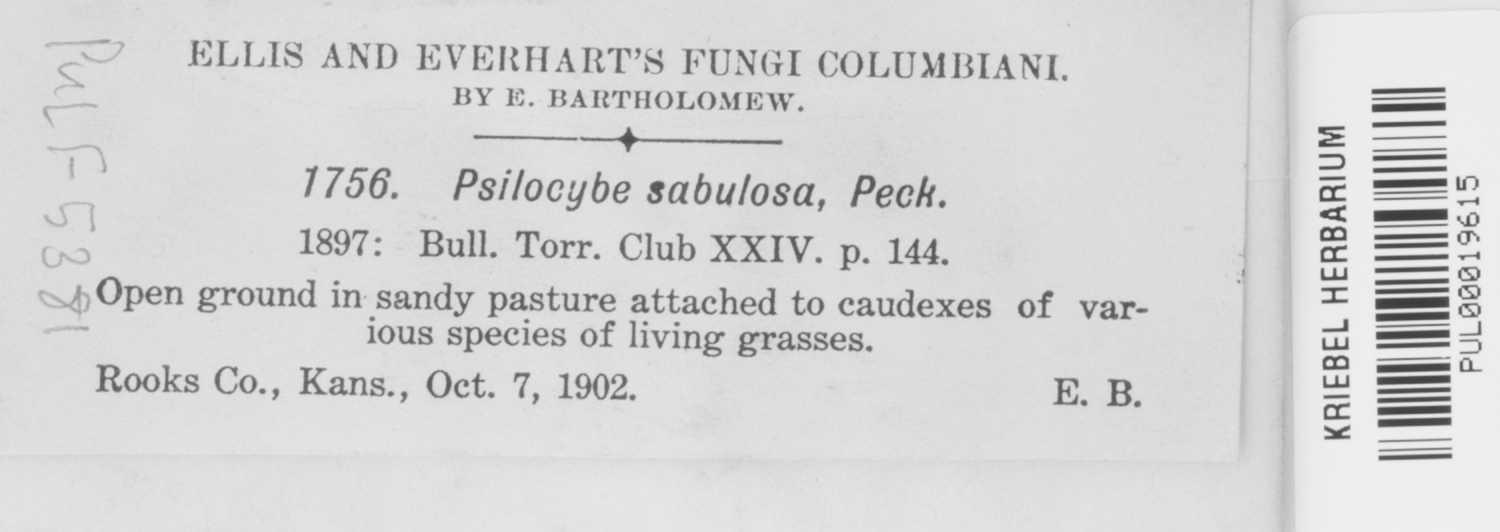 ELLIS AND EVERHART'S FUNGI COLUMBIANI.
BY E. BARTHOLOMEW.
1756. Psilocybe sabulosa, Peck.
1897: Bull. Torr. Club XXIV. p. 144.
Open ground in sandy pasture attached to caudexes of var-
ious species of living grasses.
Rooks Co., Kans., Oct. 7, 1902. E. B.
PUL F-5381
KRIEBEL HERBARIUM
PUL00019615